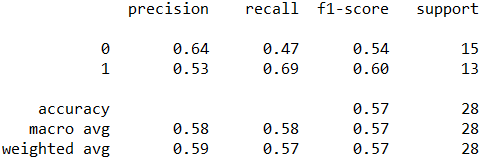 precision recall f1-score support
0 0.64 0.47 0.54 15
1 0.53 0.69 0.60 13
accuracy 0.57 28
macro avg 0.58 0.58 0.57 28
weighted avg 0.59 0.57 0.57 28